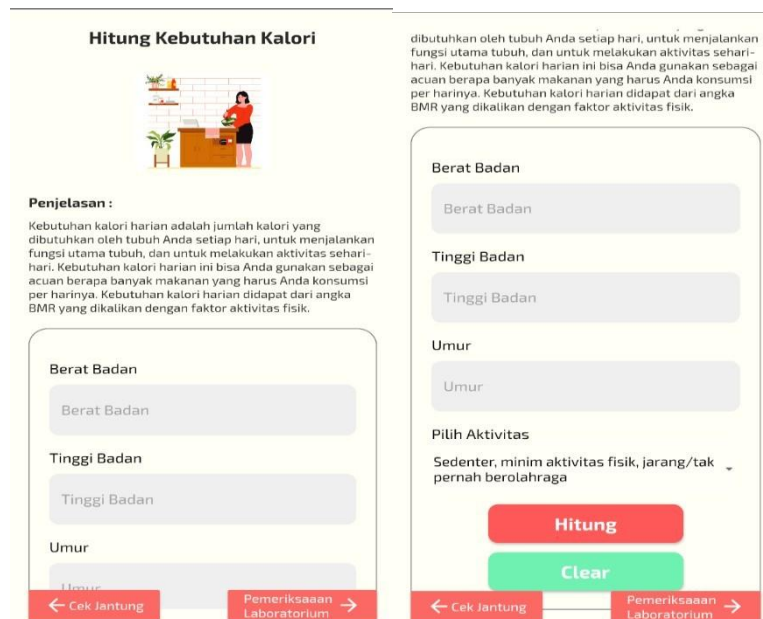 Hitung Kebutuhan Kalori
Penjelasan :
Kebutuhan kalori harian adalah jumlah kalori yang
dibutuhkan oleh tubuh Anda setiap hari, untuk menjalankan
fungsi utama tubuh, dan untuk melakukan aktivitas sehari-
hari. Kebutuhan kalori harian ini bisa Anda gunakan sebagai
acuan berapa banyak makanan yang harus Anda konsumsi
per harinya. Kebutuhan kalori harian didapat dari angka
BMR yang dikalikan dengan faktor aktivitas fisik.
Berat Badan
Berat Badan
Tinggi Badan
Tinggi Badan
Umur
Umur
← Cek Jantung
Pemeriksaaan
Laboratorium →
dibutuhkan oleh tubuh Anda setiap hari, untuk menjalankan
fungsi utama tubuh, dan untuk melakukan aktivitas sehari-
hari. Kebutuhan kalori harian ini bisa Anda gunakan sebagai
acuan berapa banyak makanan yang harus Anda konsumsi
per harinya. Kebutuhan kalori harian didapat dari angka
BMR yang dikalikan dengan faktor aktivitas fisik.
Berat Badan
Berat Badan
Tinggi Badan
Tinggi Badan
Umur
Umur
Pilih Aktivitas
Sedenter, minim aktivitas fisik, jarang/tak
pernah berolahraga
Hitung
Clear
← Cek Jantung
Pemeriksaaan
Laboratorium →